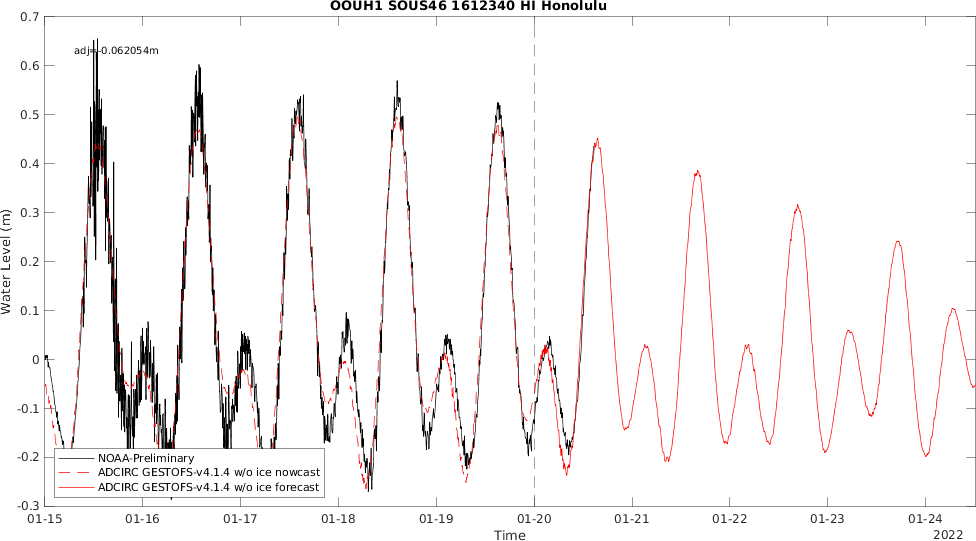 OOUH1 SOUS46 1612340 HI Honolulu
adj=-0.062054m
0.7
0.6
0.5
0.4
0.3
0.2
0.1
0
-0.1
-0.2
-0.3
Water Level (m)
NOAA-Preliminary
ADCIRC GESTOFS-v4.1.4 w/o ice nowcast
ADCIRC GESTOFS-v4.1.4 w/o ice forecast
01-15 01-16 01-17 01-18 01-19 01-20 01-21 01-22 01-23 01-24
Time
2022